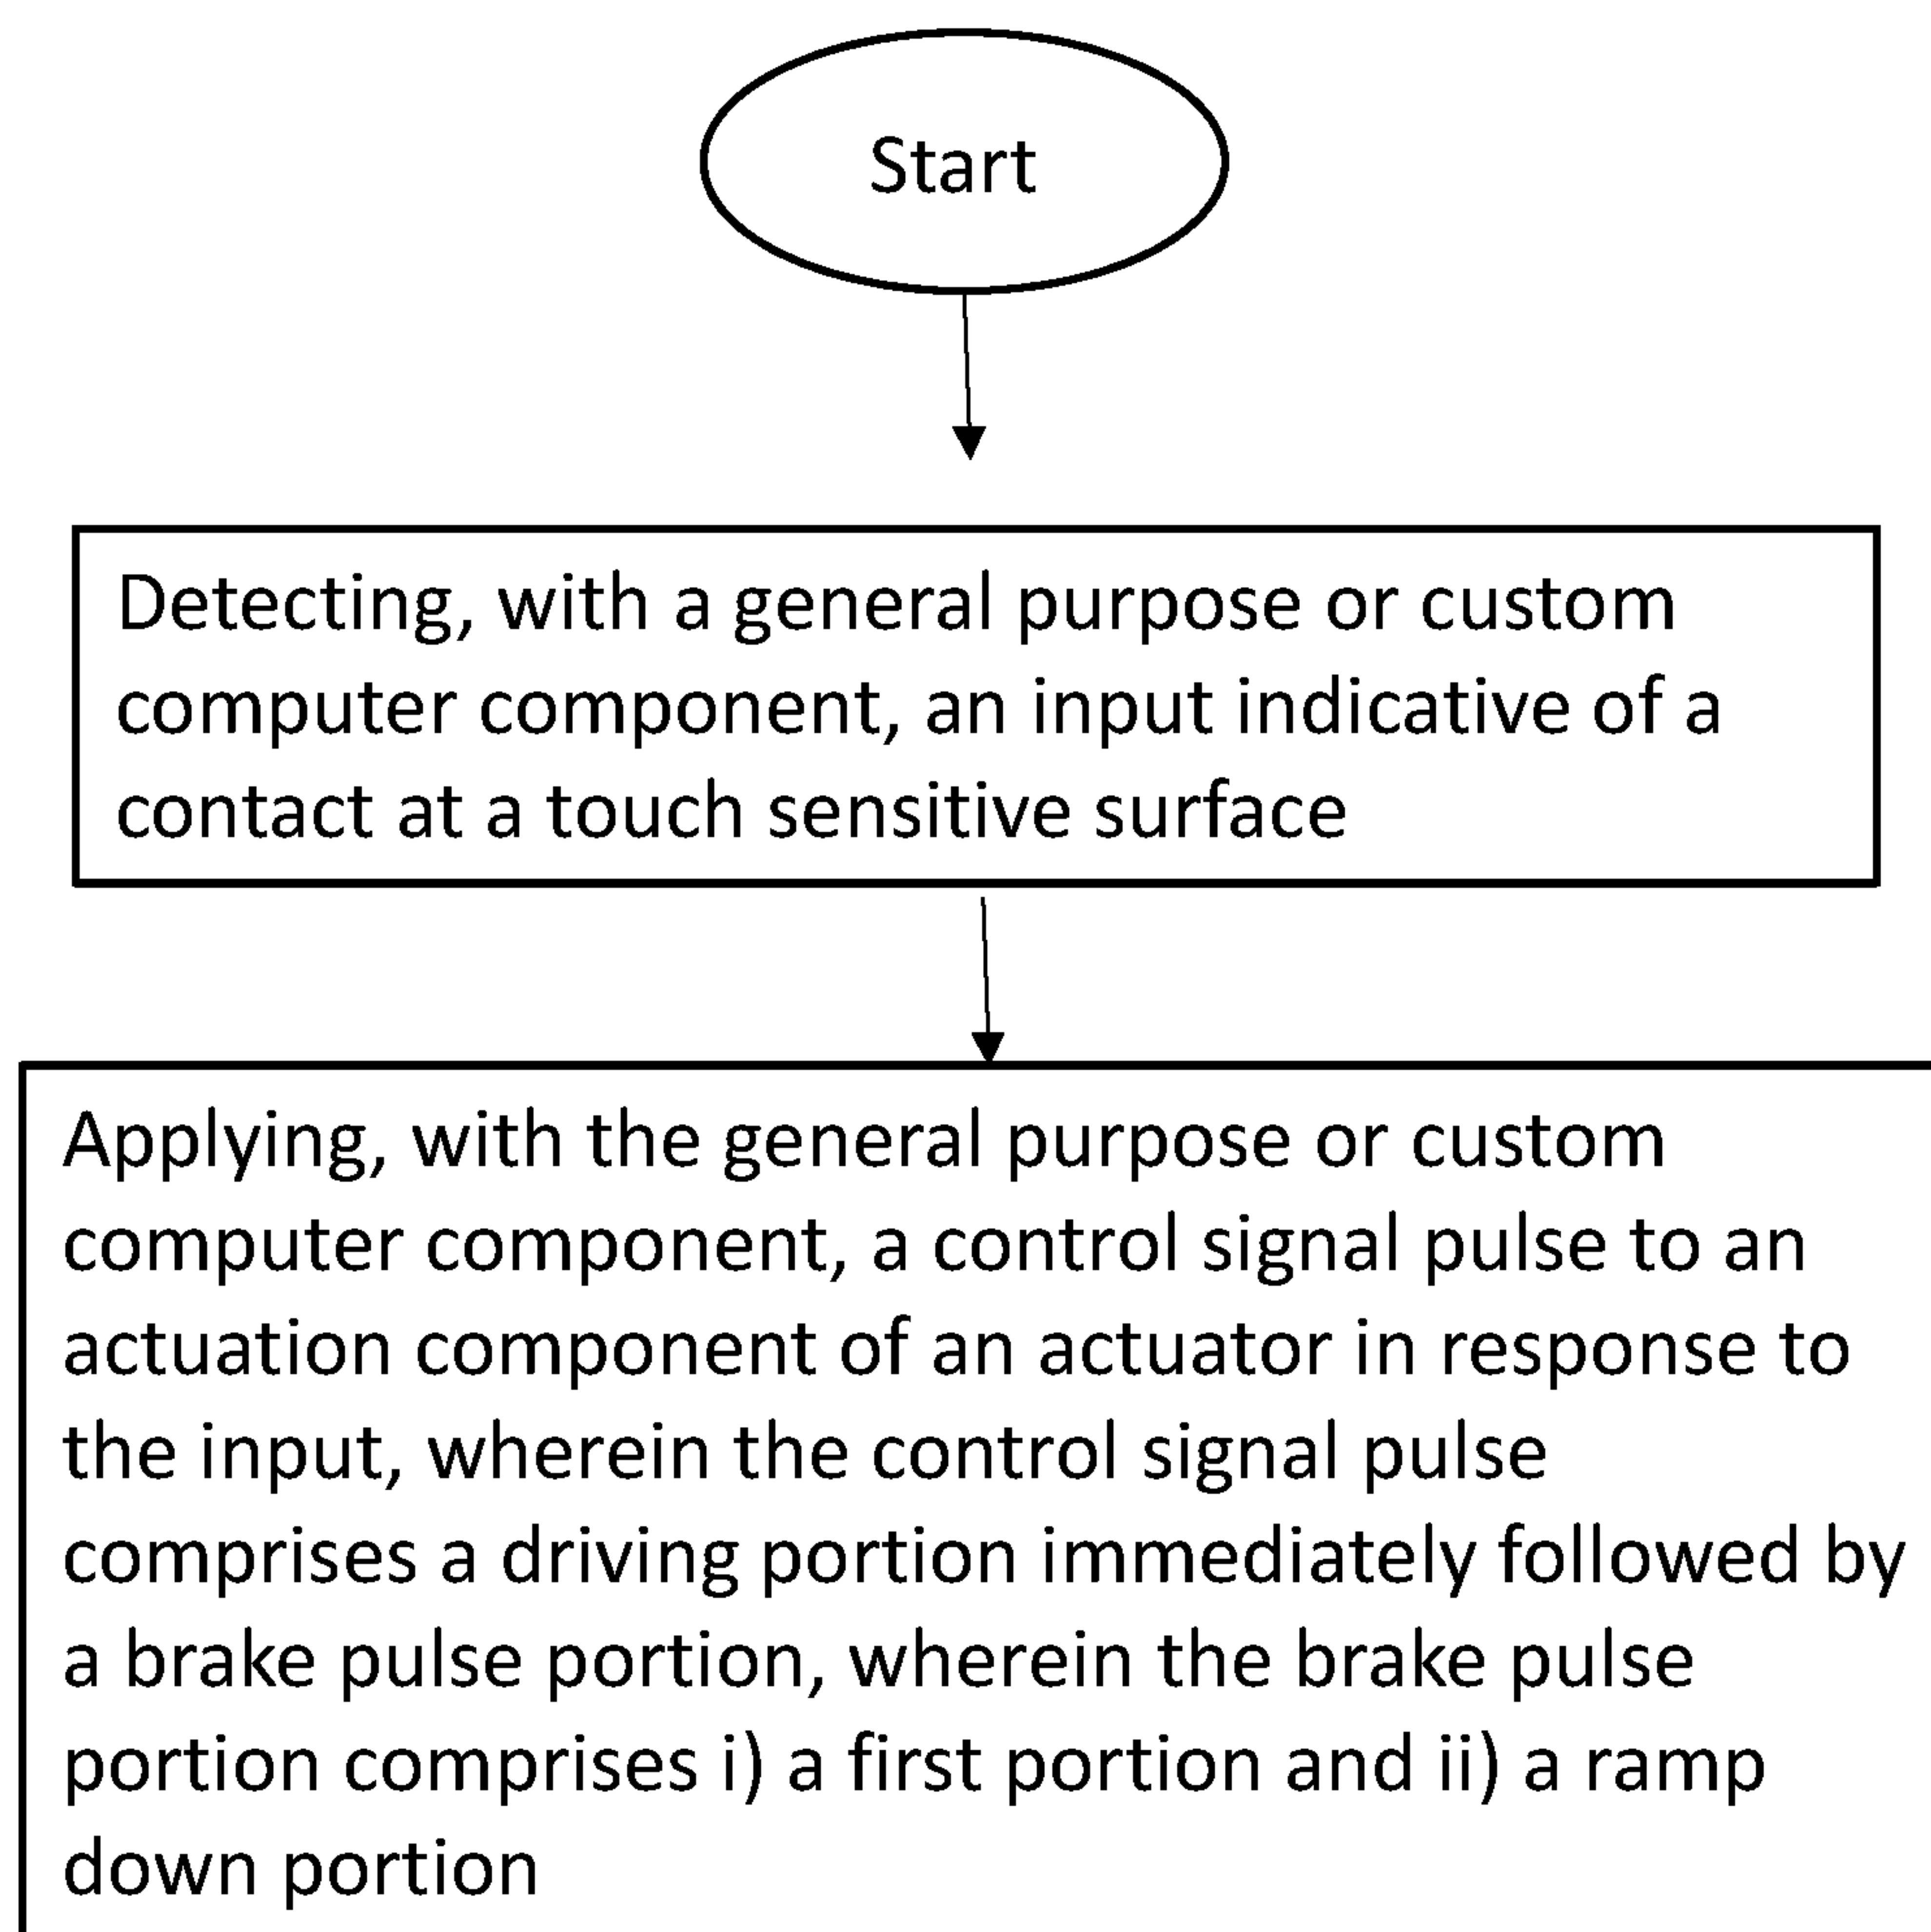 Start
Detecting, with a general purpose or custom
computer component, an input indicative of a
contact at a touch sensitive surface
Applying, with the general purpose or custom
computer component, a control signal pulse to an
actuation component of an actuator in response to
the input, wherein the control signal pulse
comprises a driving portion immediately followed by
a brake pulse portion, wherein the brake pulse
portion comprises i) a first portion and ii) a ramp
down portion